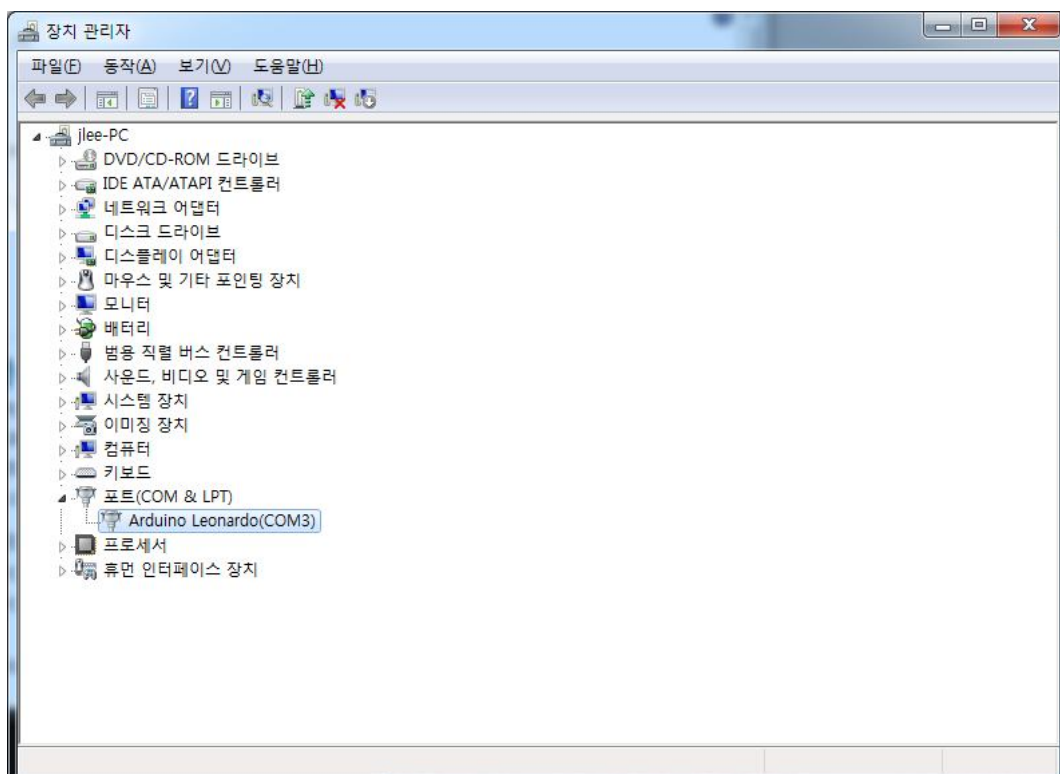 장치 관리자
파일(F) 동작(A) 보기(V) 도움말(H)
jlee-PC
DVD/CD-ROM 드라이브
IDE ATA/ATAPI 컨트롤러
네트워크 어댑터
디스크 드라이브
디스플레이 어댑터
마우스 및 기타 포인팅 장치
모니터
배터리
범용 직렬 버스 컨트롤러
사운드, 비디오 및 게임 컨트롤러
시스템 장치
이미징 장치
컴퓨터
키보드
포트(COM & LPT)
Arduino Leonardo(COM3)
프로세서
휴먼 인터페이스 장치